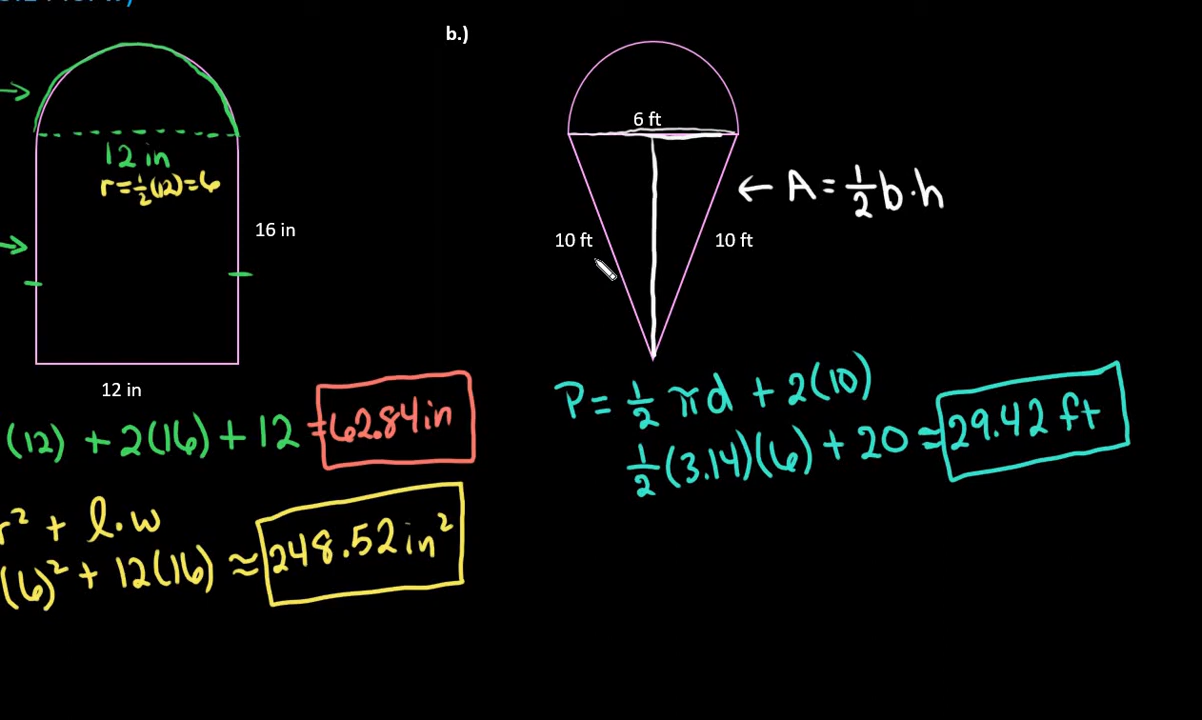 b.)
12 in
r=½(12)=6
16 in
12 in
(12) + 2(16) + 12 = 62.84 in
r² + l·w
(6)² + 12(16) ≈ 248.52 in²
6 ft
← A = ½ b·h
10 ft
10 ft
P = ½ πd + 2(10)
½ (3.14)(6) + 20 ≈ 29.42 ft